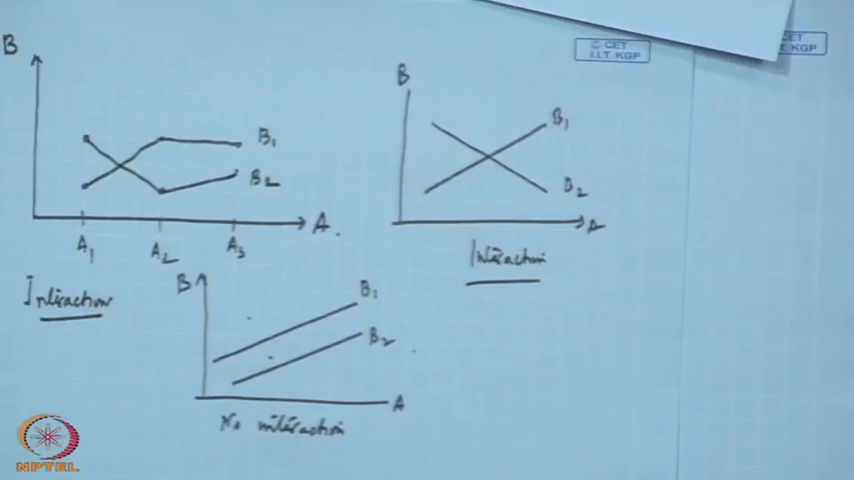 B
B₁
B₂
A.
A₁ A₂ A₃
Interaction
B
B₁
B₂
A
Interaction
B
B₁
B₂
A
No interaction
© CET
I.I.T. KGP
CET
I.T. KGP
NPTEL